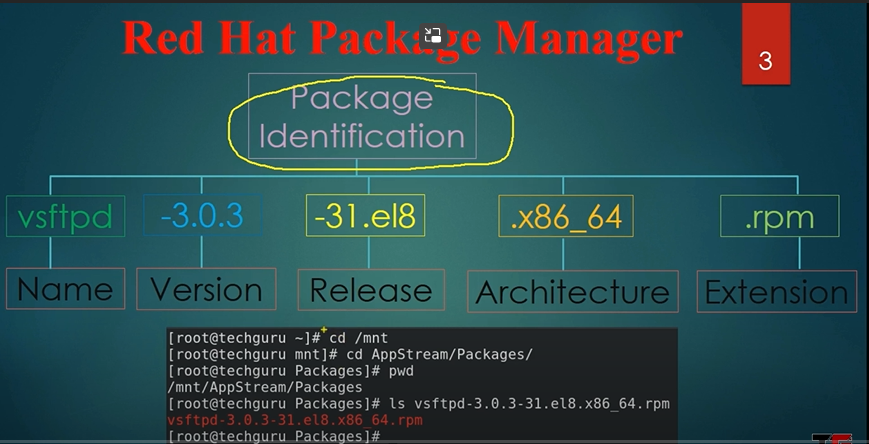 Red Hat Package Manager
3
Package
Identification
vsftpd
-3.0.3
-31.el8
.x86_64
.rpm
Name
Version
Release
Architecture
Extension
[root@techguru ~]# cd /mnt
[root@techguru mnt]# cd AppStream/Packages/
[root@techguru Packages]# pwd
/mnt/AppStream/Packages
[root@techguru Packages]# ls vsftpd-3.0.3-31.el8.x86_64.rpm
vsftpd-3.0.3-31.el8.x86_64.rpm
[root@techguru Packages]#